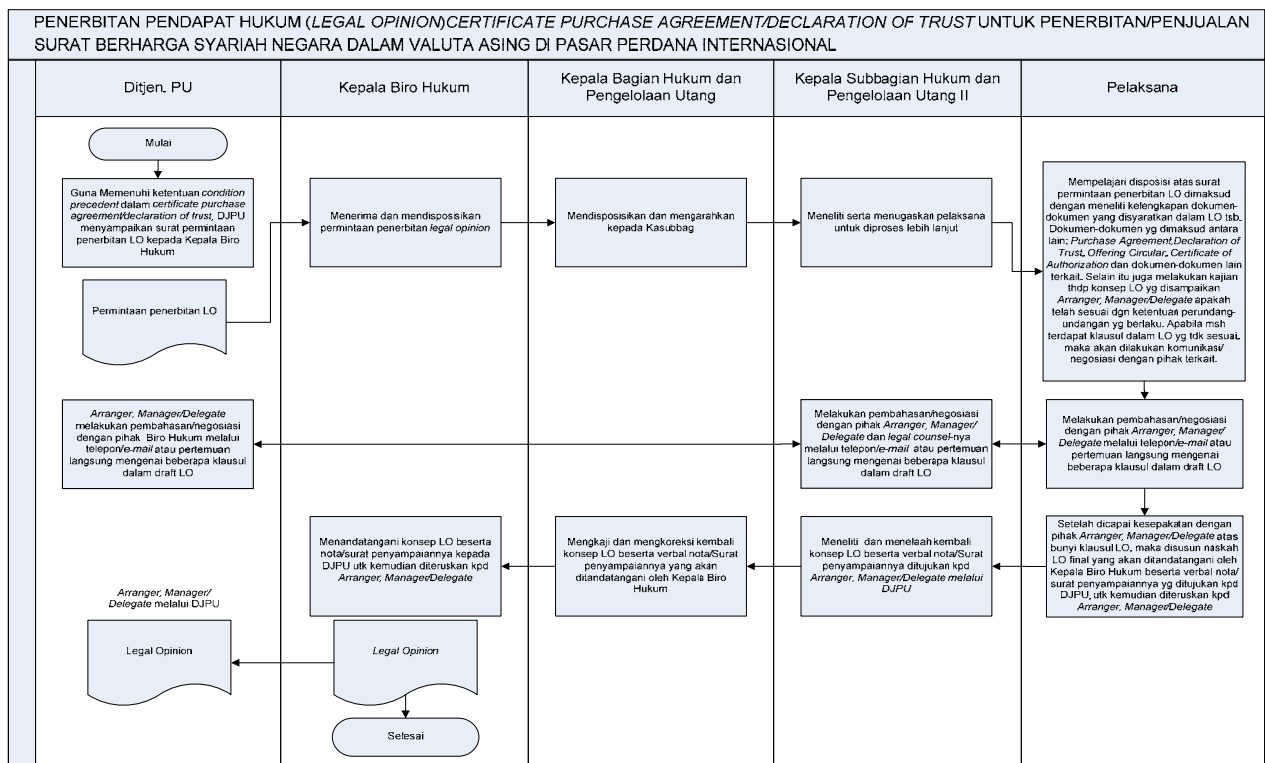 PENERBITAN PENDAPAT HUKUM (LEGAL OPINION)CERTIFICATE PURCHASE AGREEMENT/DECLARATION OF TRUST UNTUK PENERBITAN/PENJUALAN
SURAT BERHARGA SYARIAH NEGARA DALAM VALUTA ASING DI PASAR PERDANA INTERNASIONAL
Ditjen. PU
Kepala Biro Hukum
Kepala Bagian Hukum dan
Pengelolaan Utang
Kepala Subbagian Hukum dan
Pengelolaan Utang II
Pelaksana
Mulai
Guna Memenuhi ketentuan condition
precedent dalam certificate purchase
agreement/declaration of trust, DJPU
menyampaikan surat permintaan
penerbitan LO kepada Kepala Biro
Hukum
Menerima dan mendisposisikan
permintaan penerbitan legal opinion
Mendisposisikan dan mengarahkan
kepada Kasubbag
Meneliti serta menugaskan pelaksana
untuk diproses lebih lanjut
Mempelajari disposisi atas surat
permintaan penerbitan LO dimaksud
dengan meneliti kelengkapan dokumen-
dokumen yang disyaratkan dalam LO tsb.
Dokumen-dokumen yg dimaksud antara
lain: Purchase Agreement,Declaration of
Trust, Offering Circular, Certificate of
Authorization dan dokumen-dokumen lain
terkait. Selain itu juga melakukan kajian
thdp konsep LO yg disampaikan
Arranger, Manager/Delegate apakah
telah sesuai dgn ketentuan perundang-
undangan yg berlaku. Apabila msh
terdapat klausul dalam LO yg tdk sesuai,
maka akan dilakukan komunikasi/
negosiasi dengan pihak terkait.
Permintaan penerbitan LO
Arranger, Manager/Delegate
melakukan pembahasan/negosiasi
dengan pihak Biro Hukum melalui
telepon/e-mail atau pertemuan
langsung mengenai beberapa klausul
dalam draft LO
Melakukan pembahasan/negosiasi
dengan pihak Arranger, Manager/
Delegate dan legal counsel-nya
melalui telepon/e-mail atau pertemuan
langsung mengenai beberapa klausul
dalam draft LO
Melakukan pembahasan/negosiasi
dengan pihak Arranger, Manager/
Delegate melalui telepon/e-mail atau
pertemuan langsung mengenai
beberapa klausul dalam draft LO
Menandatangani konsep LO beserta
nota/surat penyampaiannya kepada
DJPU utk kemudian diteruskan kpd
Arranger, Manager/Delegate
Mengkaji dan mengkoreksi kembali
konsep LO beserta verbal nota/Surat
penyampaiannya yang akan
ditandatangani oleh Kepala Biro
Hukum
Meneliti dan menelaah kembali
konsep LO beserta verbal nota/Surat
penyampaiannya ditujukan kpd
Arranger, Manager/Delegate melalui
DJPU
Setelah dicapai kesepakatan dengan
pihak Arranger, Manager/Delegate atas
bunyi klausul LO, maka disusun naskah
LO final yang akan ditandatangani oleh
Kepala Biro Hukum beserta verbal nota/
surat penyampaiannya yg ditujukan kpd
DJPU, utk kemudian diteruskan kpd
Arranger, Manager/Delegate
Arranger, Manager/
Delegate melalui DJPU
Legal Opinion
Legal Opinion
Selesai